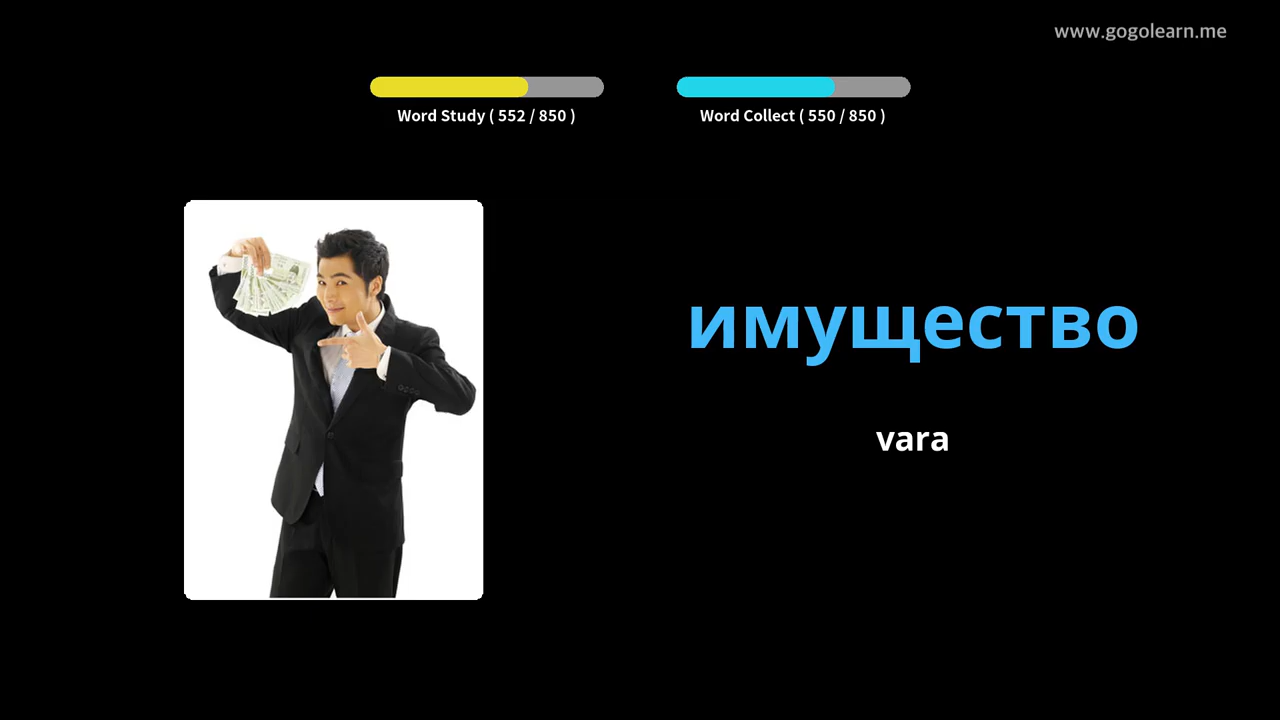 www.gogolearn.me
Word Study ( 552 / 850 )
Word Collect ( 550 / 850 )
имущество
vara